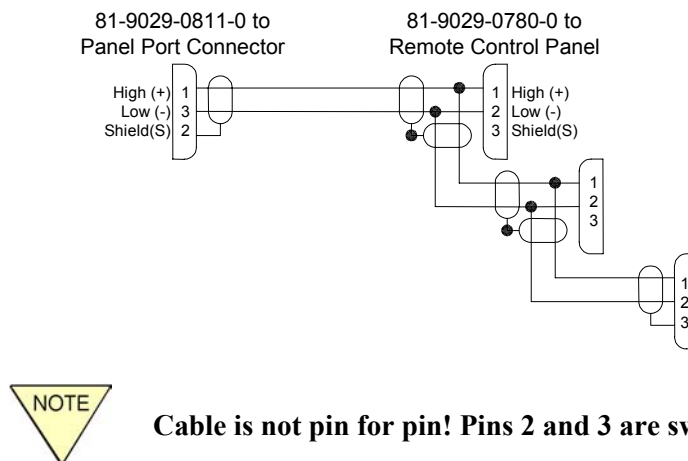 81-9029-0811-0 to
Panel Port Connector
81-9029-0780-0 to
Remote Control Panel
High (+) 1
Low (-) 3
Shield(S) 2
1 High (+)
2 Low (-)
3 Shield(S)
1
2
3
1
2
3
NOTE
Cable is not pin for pin! Pins 2 and 3 are